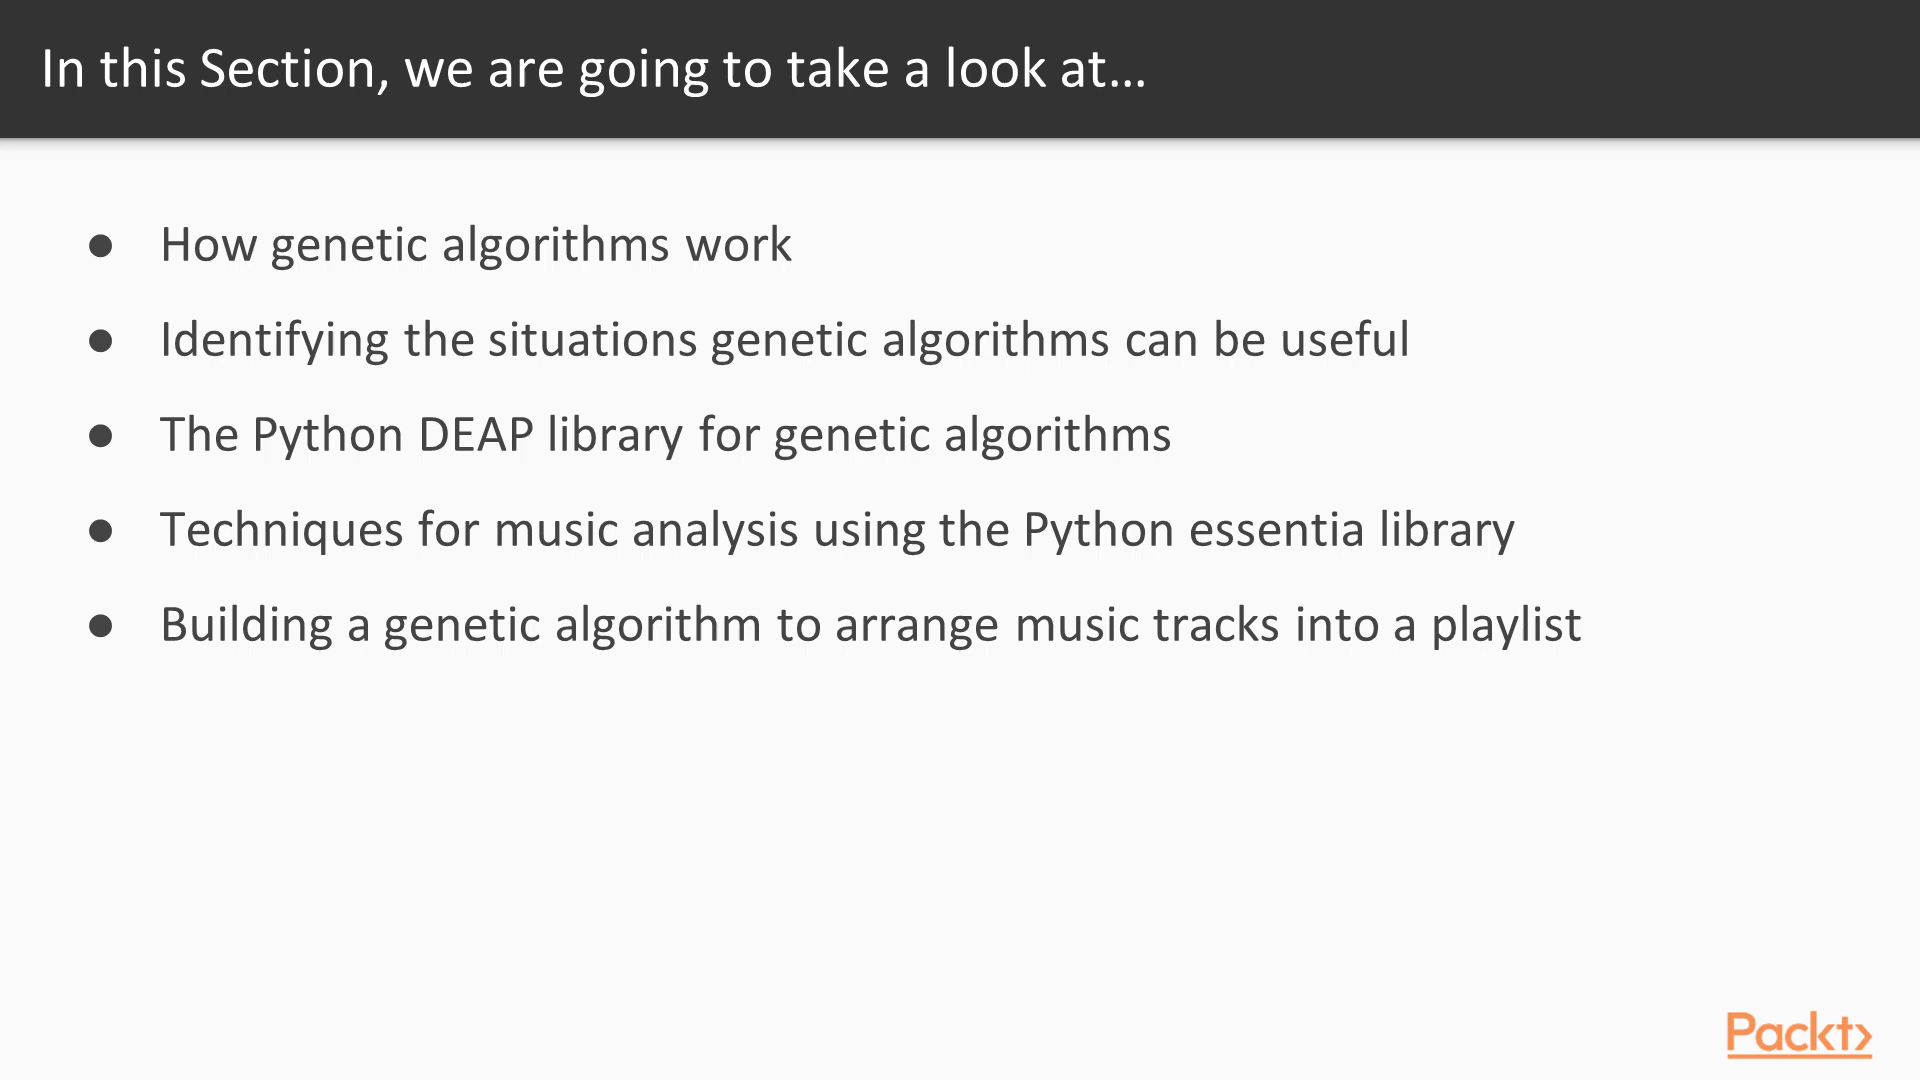 In this Section, we are going to take a look at...
● How genetic algorithms work
● Identifying the situations genetic algorithms can be useful
● The Python DEAP library for genetic algorithms
● Techniques for music analysis using the Python essentia library
● Building a genetic algorithm to arrange music tracks into a playlist
Packt>